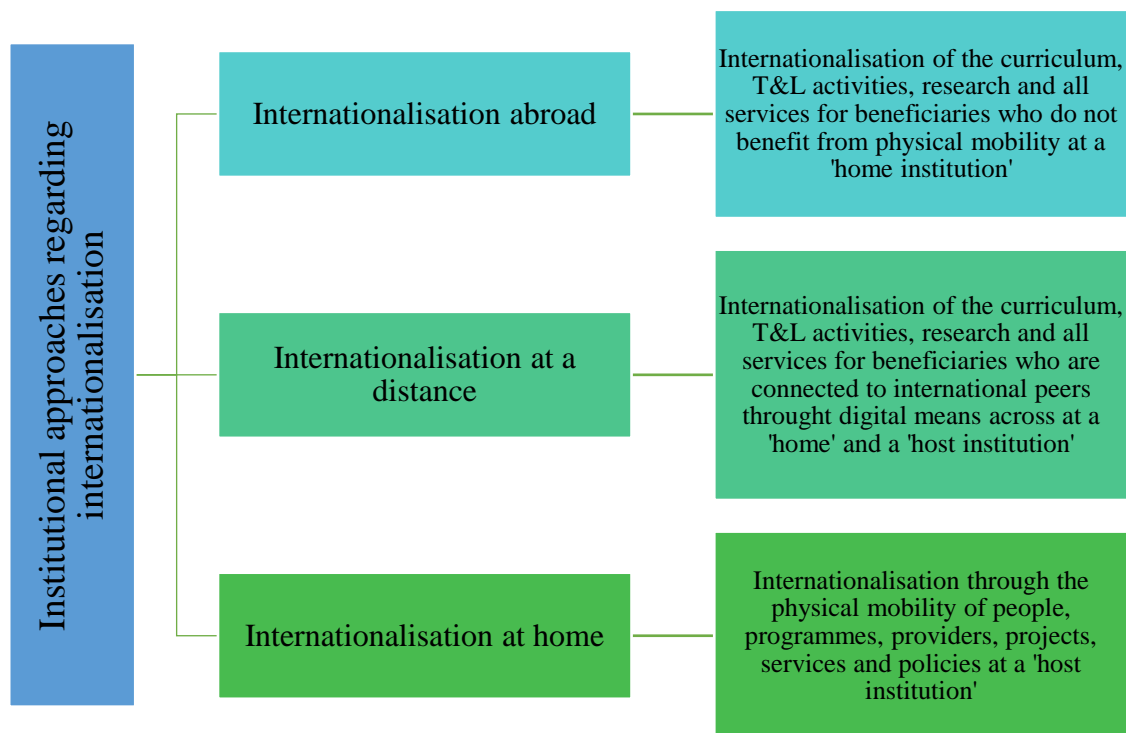 Institutional approaches regarding
internationalisation
Internationalisation abroad
Internationalisation of the curriculum,
T&L activities, research and all
services for beneficiaries who do not
benefit from physical mobility at a
'home institution'
Internationalisation at a
distance
Internationalisation of the curriculum,
T&L activities, research and all
services for beneficiaries who are
connected to international peers
throught digital means across at a
'home' and a 'host institution'
Internationalisation at home
Internationalisation through the
physical mobility of people,
programmes, providers, projects,
services and policies at a 'host
institution'